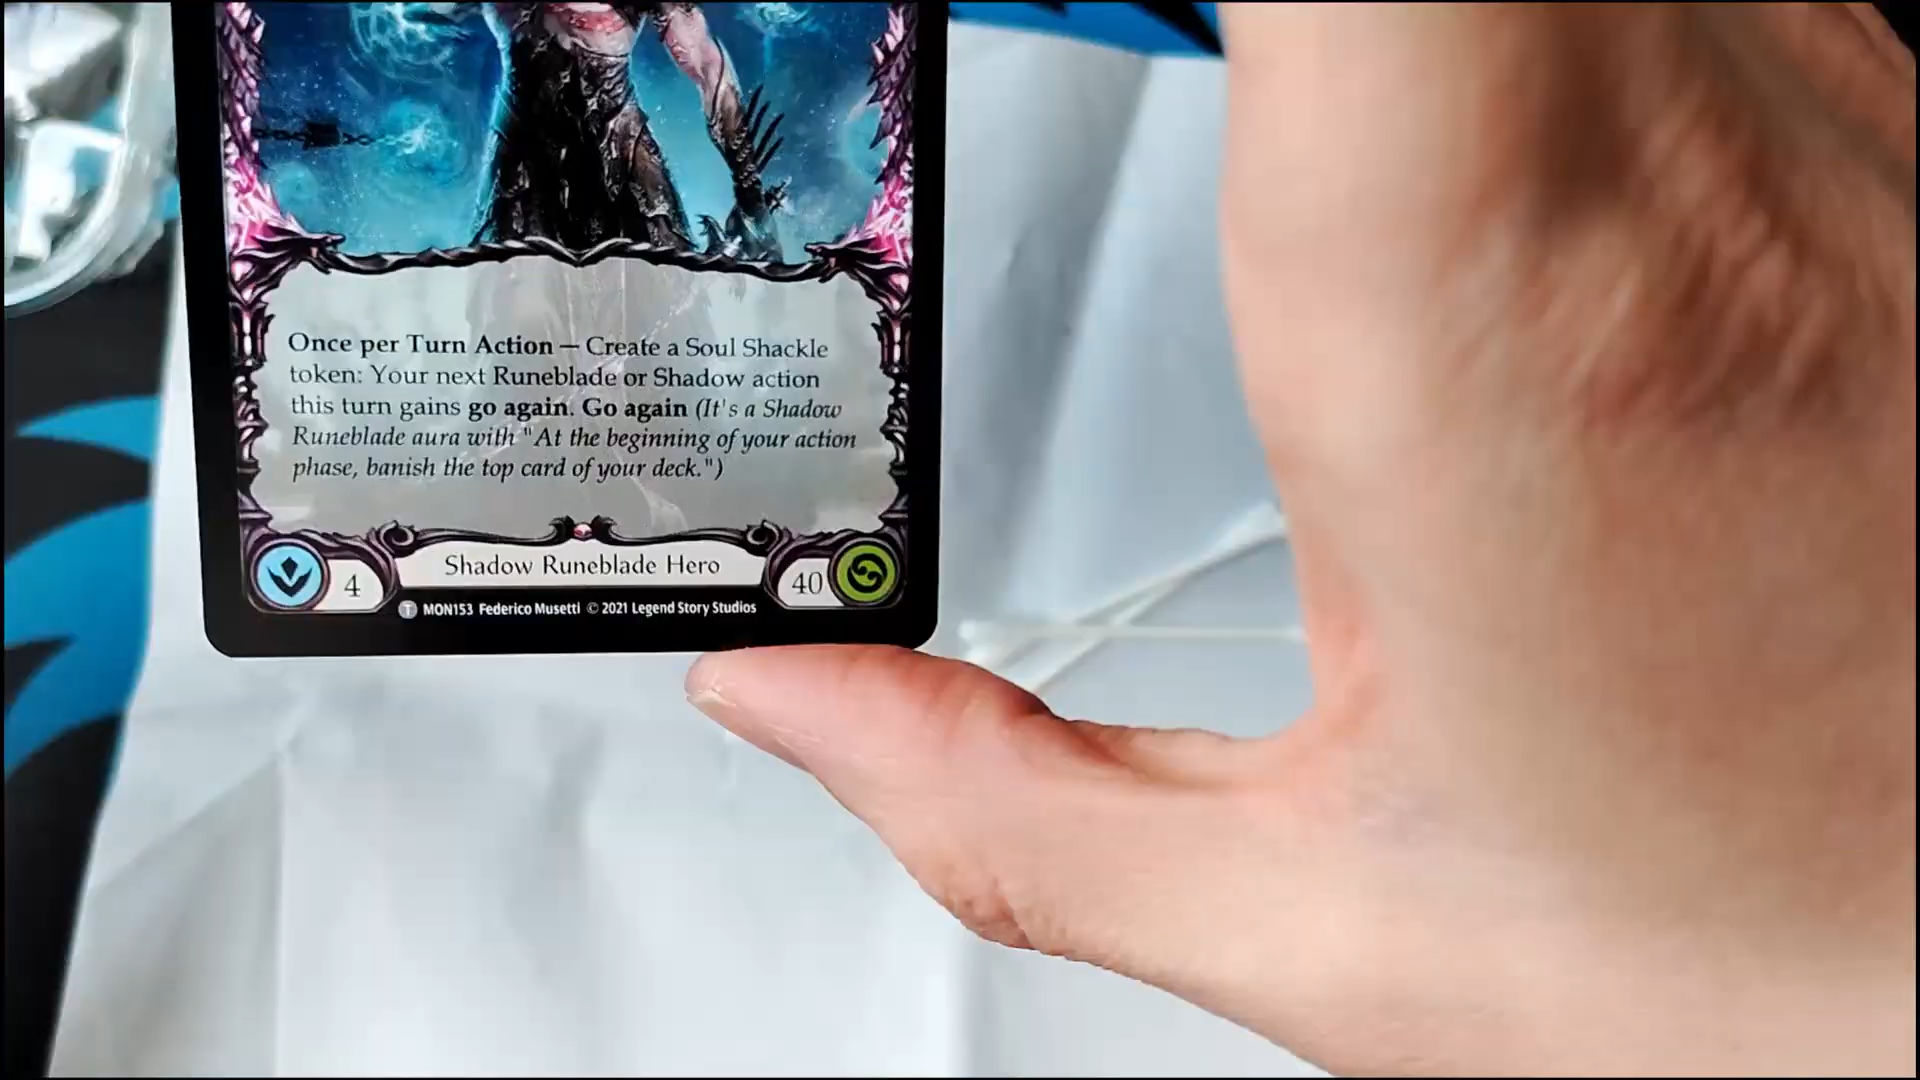 Once per Turn Action — Create a Soul Shackle
token: Your next Runeblade or Shadow action
this turn gains go again. Go again (It's a Shadow
Runeblade aura with "At the beginning of your action
phase, banish the top card of your deck.")
Shadow Runeblade Hero
4
40
T MON153 Federico Musetti © 2021 Legend Story Studios